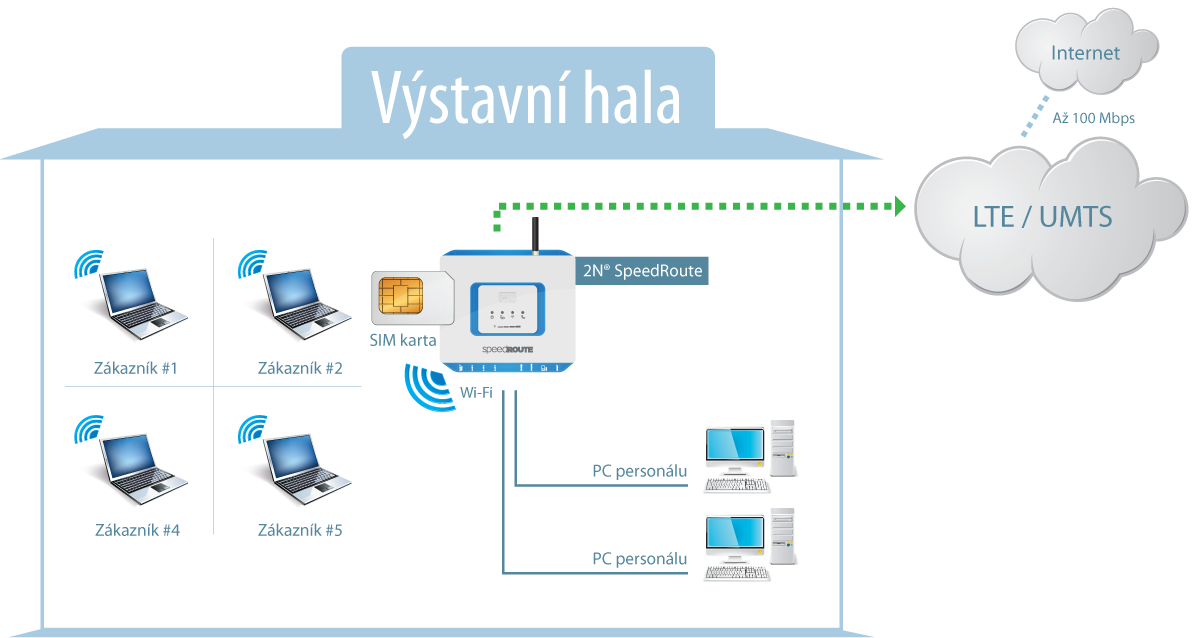 Výstavní hala
Internet
Až 100 Mbps
LTE / UMTS
2N® SpeedRoute
SIM karta
speedROUTE
Wi-Fi
Zákazník #1
Zákazník #2
Zákazník #4
Zákazník #5
PC personálu
PC personálu